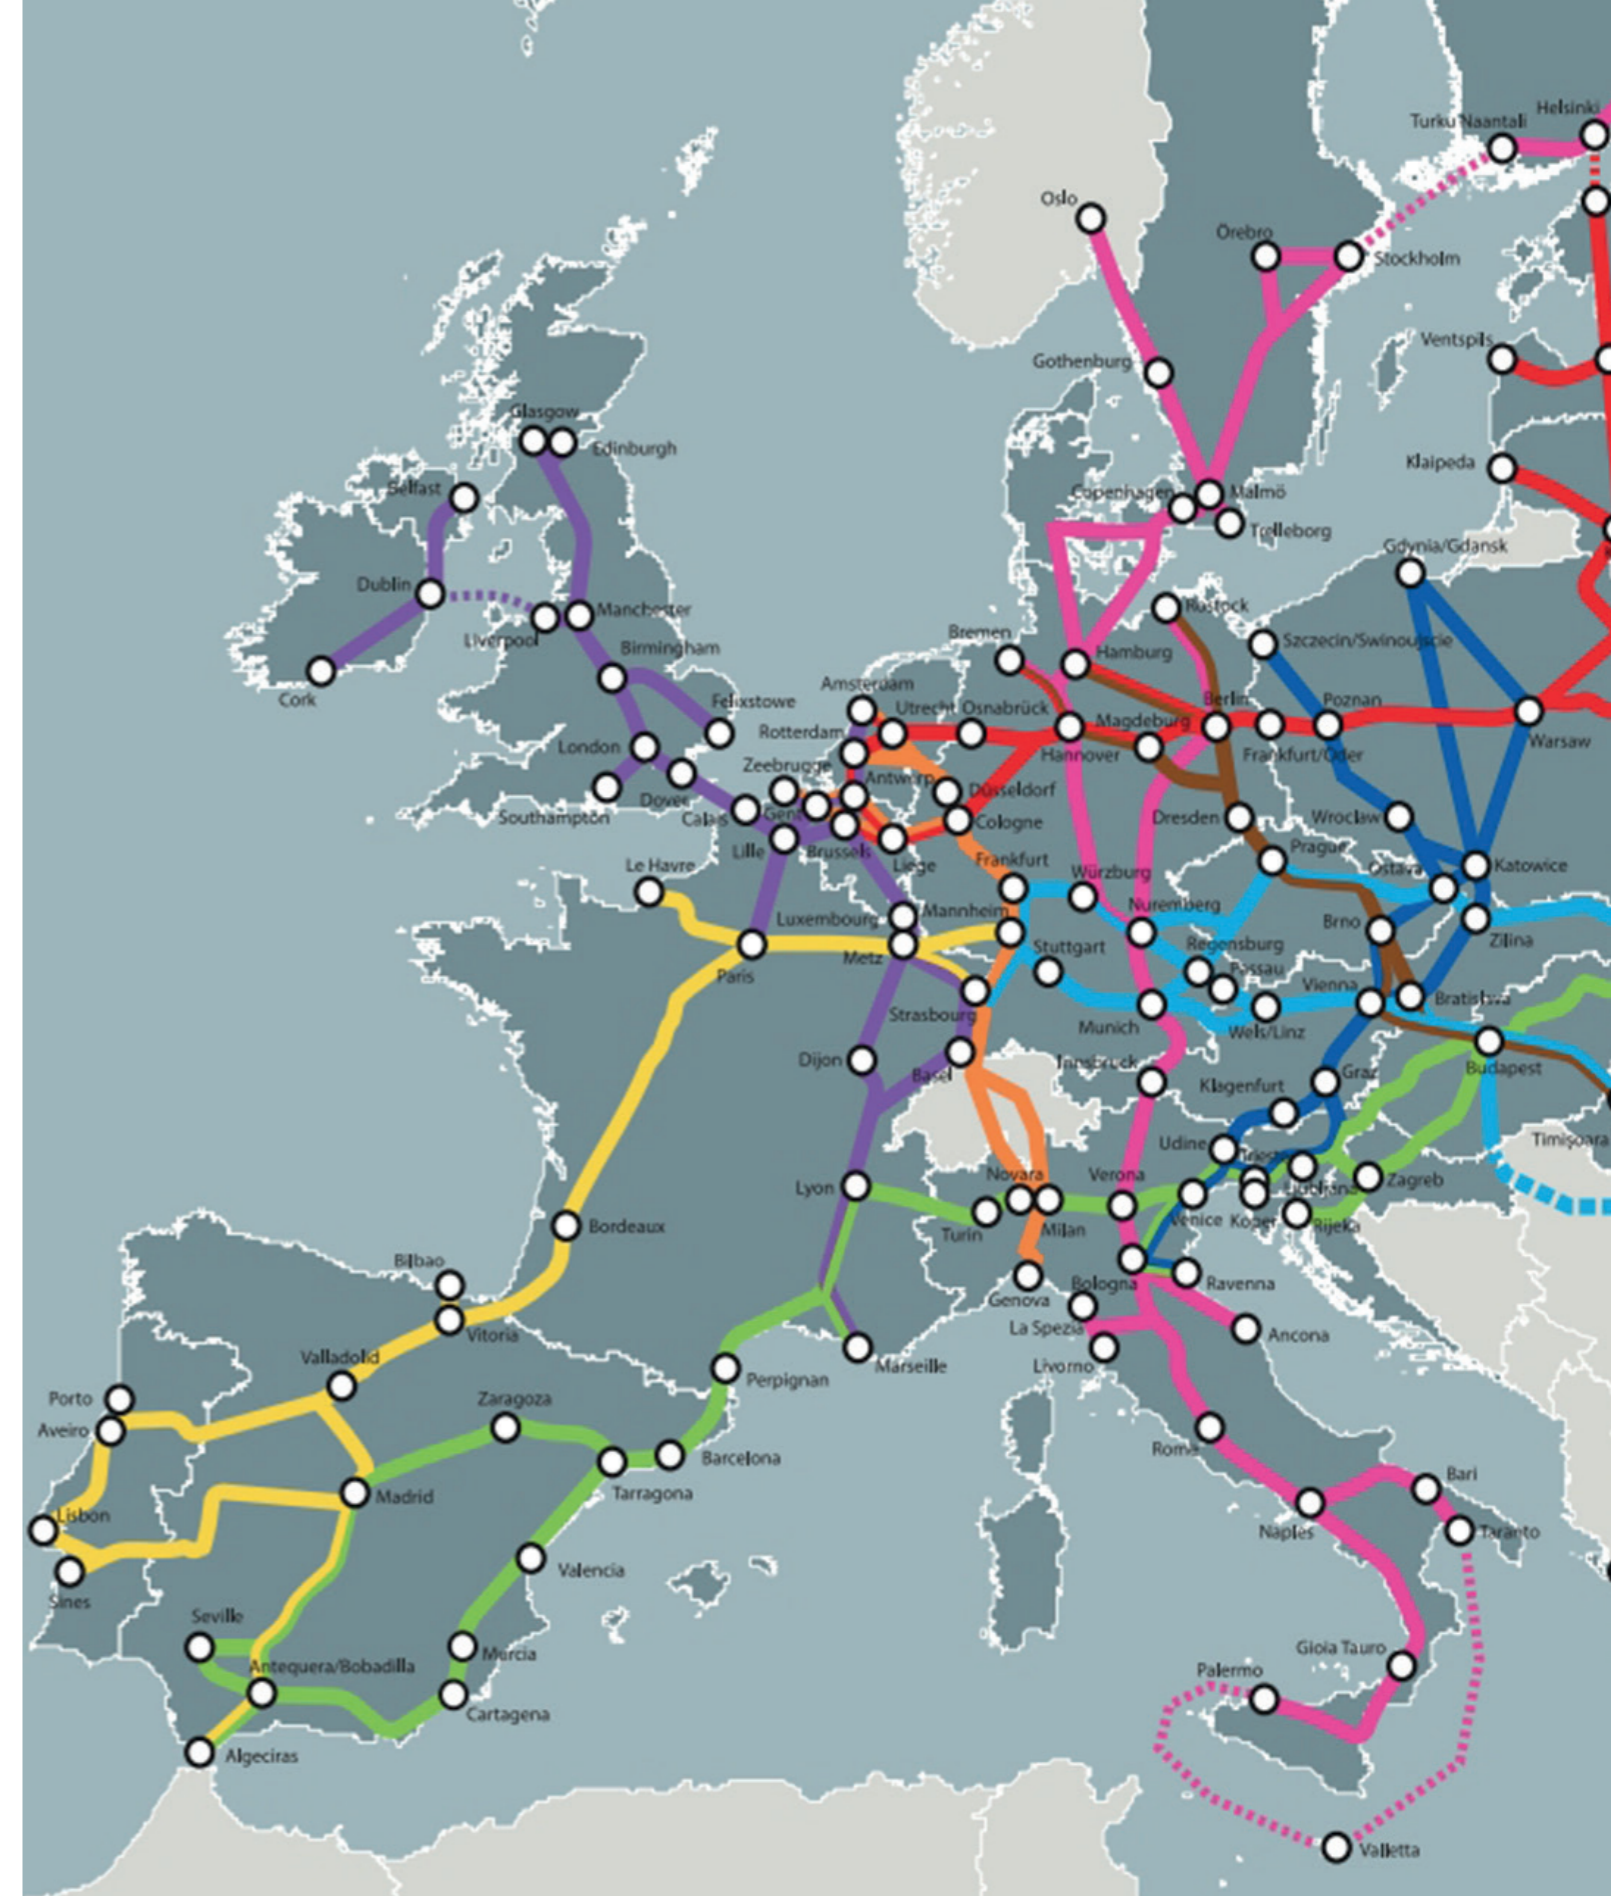 Helsinki
Turku Naantali
Oslo
Örebro
Stockholm
Ventspils
Gothenburg
Glasgow
Edinburgh
Klaipeda
Belfast
Copenhagen
Malmö
Trelleborg
Gdynia/Gdansk
Dublin
Manchester
Rostock
Liverpool
Bremen
Szczecin/Swinoujscie
Birmingham
Hamburg
Cork
Amsterdam
Felixstowe
Utrecht
Osnabrück
Berlin
Poznan
Rotterdam
Magdeburg
London
Hannover
Frankfurt/Oder
Warsaw
Zeebrugge
Antwerp
Düsseldorf
Dover
Southampton
Calais
Gent
Cologne
Dresden
Wroclaw
Lille
Brussels
Prague
Le Havre
Liege
Frankfurt
Würzburg
Ostava
Katowice
Luxembourg
Mannheim
Nuremberg
Brno
Metz
Stuttgart
Regensburg
Zilina
Paris
Passau
Vienna
Bratislava
Strasbourg
Munich
Wels/Linz
Dijon
Basel
Innsbruck
Graz
Budapest
Klagenfurt
Udine
Trieste
Timişoara
Lyon
Novara
Verona
Ljubljana
Zagreb
Turin
Milan
Venice
Koper
Rijeka
Bordeaux
Bilbao
Genova
Bologna
Ravenna
Vitoria
La Spezia
Ancona
Valladolid
Livorno
Marseille
Perpignan
Porto
Zaragoza
Aveiro
Rome
Barcelona
Madrid
Tarragona
Bari
Lisbon
Naples
Taranto
Valencia
Sines
Seville
Murcia
Gioia Tauro
Antequera/Bobadilla
Palermo
Cartagena
Algeciras
Valletta